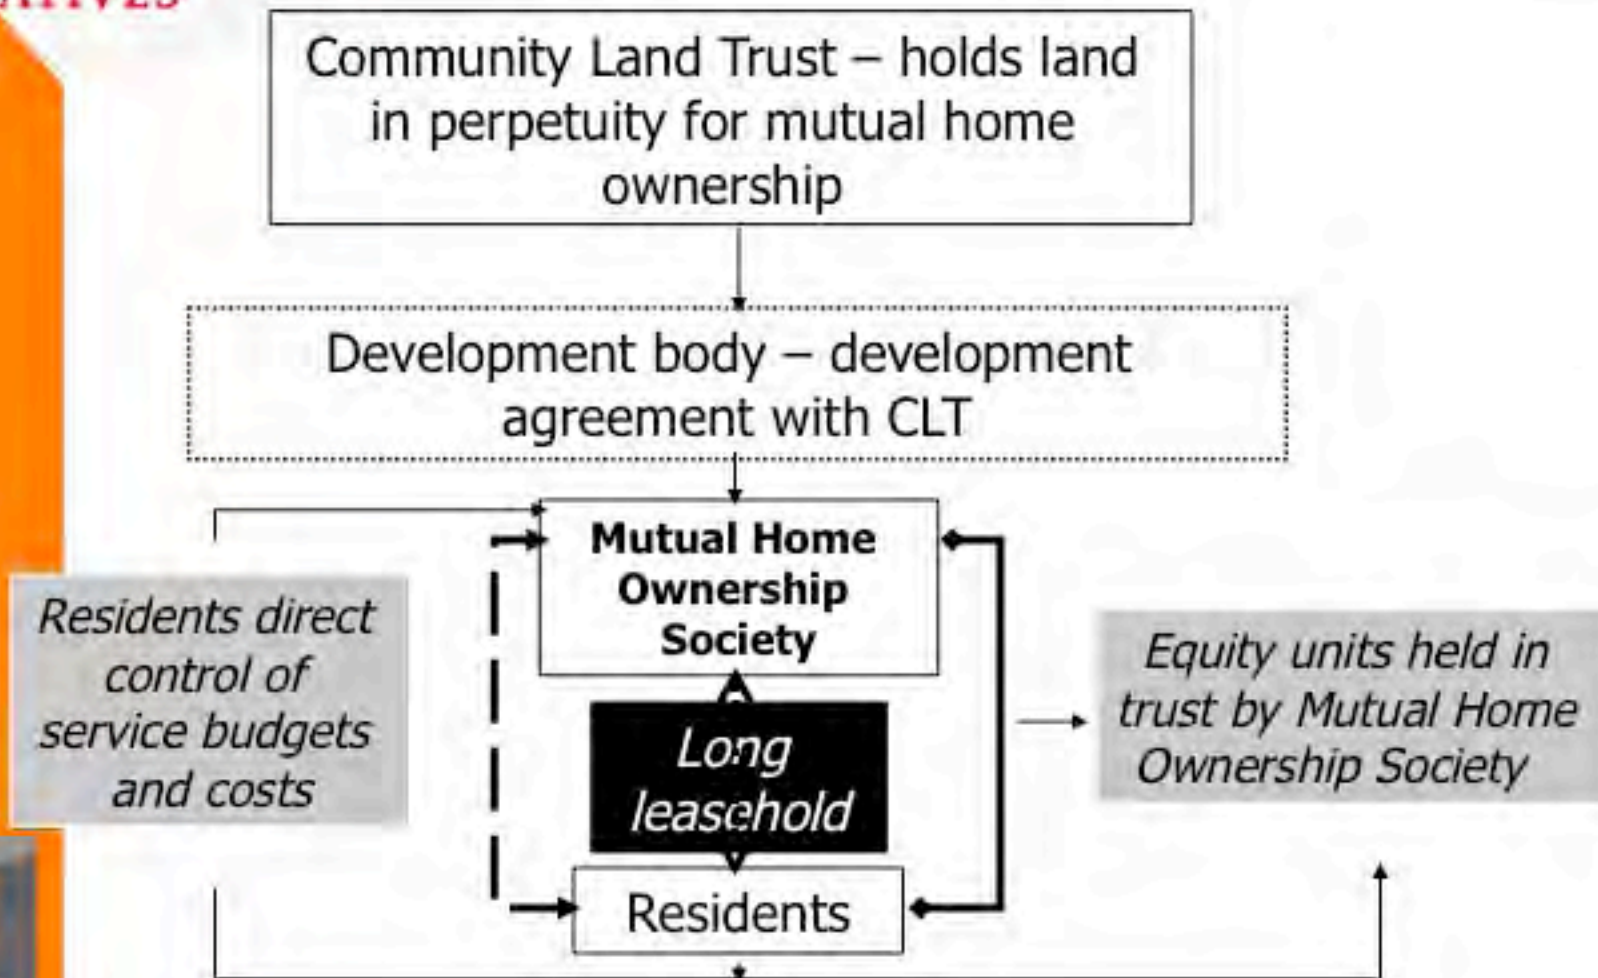 Community Land Trust – holds land
in perpetuity for mutual home
ownership
Development body – development
agreement with CLT
Mutual Home
Ownership
Society
Residents direct
control of
service budgets
and costs
Equity units held in
trust by Mutual Home
Ownership Society
Long
leasehold
Residents